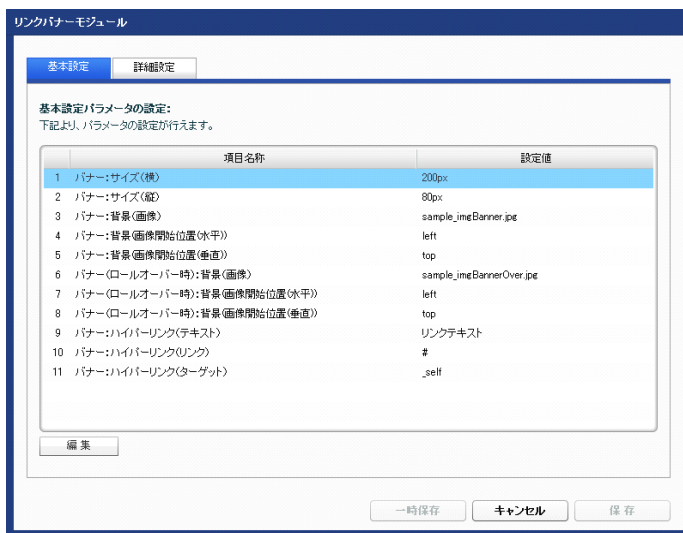 リンクバナーモジュール
基本設定 詳細設定
基本設定パラメータの設定:
下記より、パラメータの設定が行えます。
項目名称 設定値
1 バナー:サイズ(横) 200px
2 バナー:サイズ(縦) 80px
3 バナー:背景(画像) sample_imgBanner.jpg
4 バナー:背景(画像開始位置(水平)) left
5 バナー:背景(画像開始位置(垂直)) top
6 バナー(ロールオーバー時):背景(画像) sample_imgBannerOver.jpg
7 バナー(ロールオーバー時):背景(画像開始位置(水平)) left
8 バナー(ロールオーバー時):背景(画像開始位置(垂直)) top
9 バナー:ハイパーリンク(テキスト) リンクテキスト
10 バナー:ハイパーリンク(リンク) #
11 バナー:ハイパーリンク(ターゲット) _self
編集
一時保存 キャンセル 保存